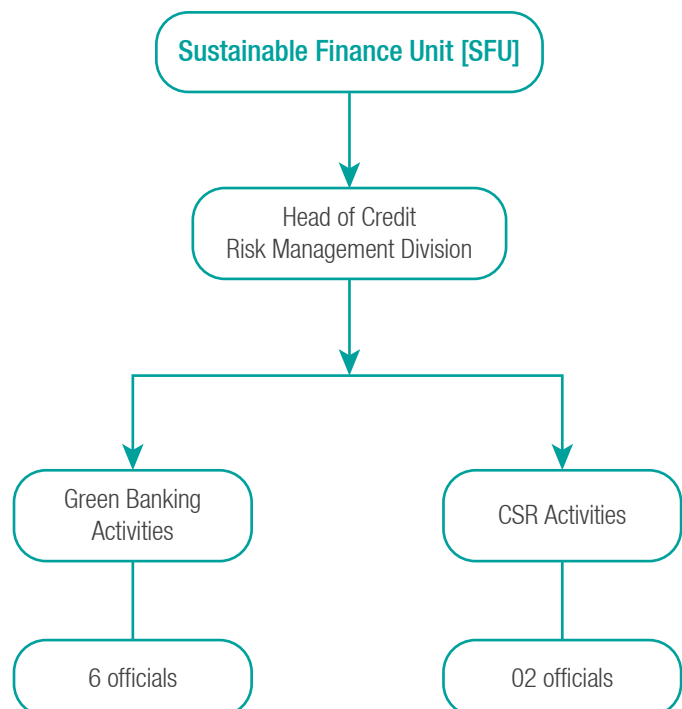 Sustainable Finance Unit [SFU]
Head of Credit
Risk Management Division
Green Banking
Activities
CSR Activities
6 officials
02 officials